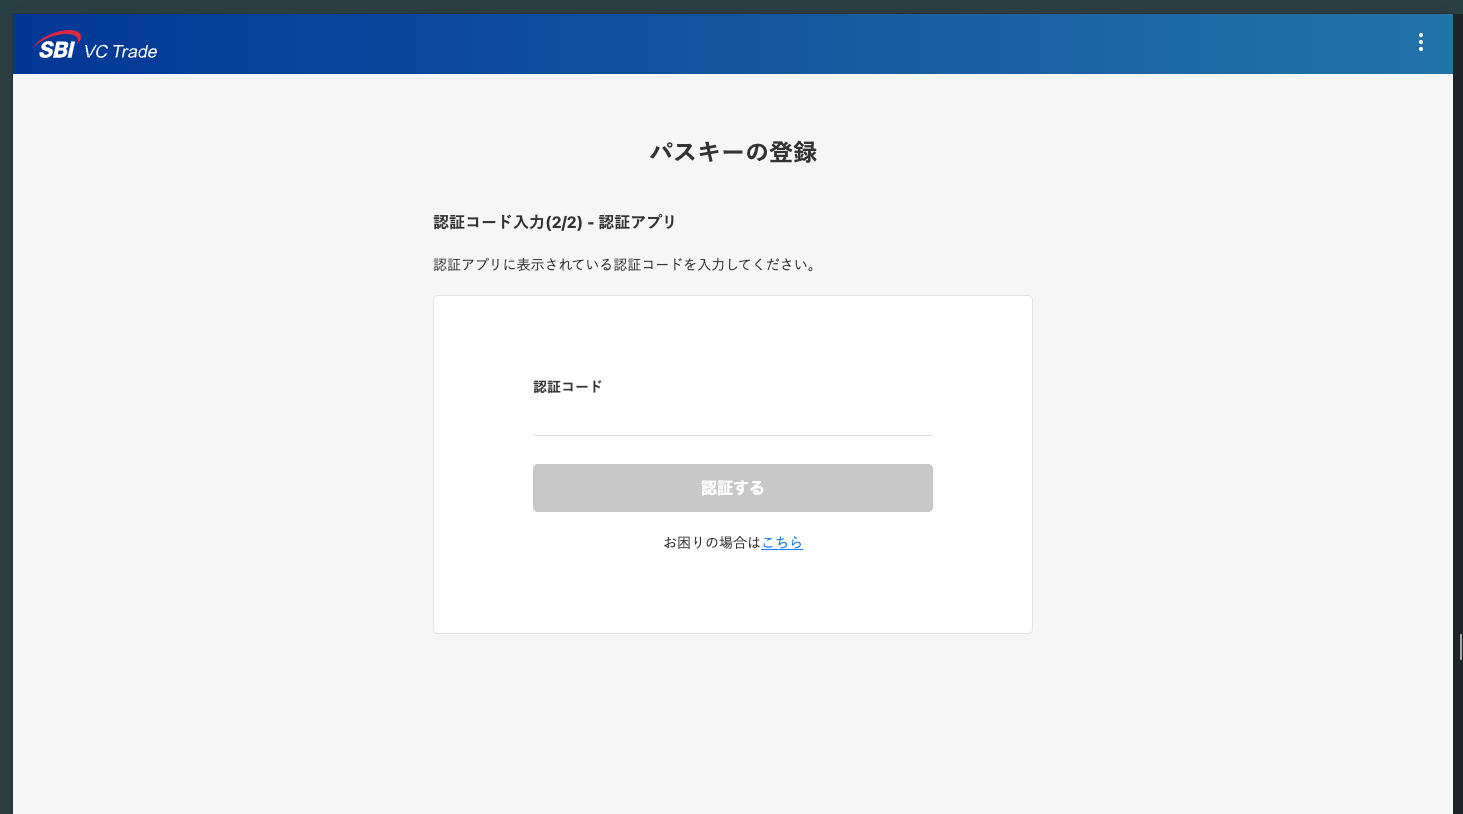 SBI VC Trade
パスキーの登録
認証コード入力(2/2) - 認証アプリ
認証アプリに表示されている認証コードを入力してください。
認証コード
認証する
お困りの場合はこちら